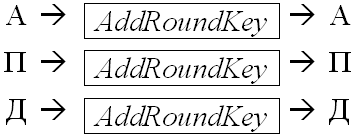 А → AddRoundKey → А
П → AddRoundKey → П
Д → AddRoundKey → Д